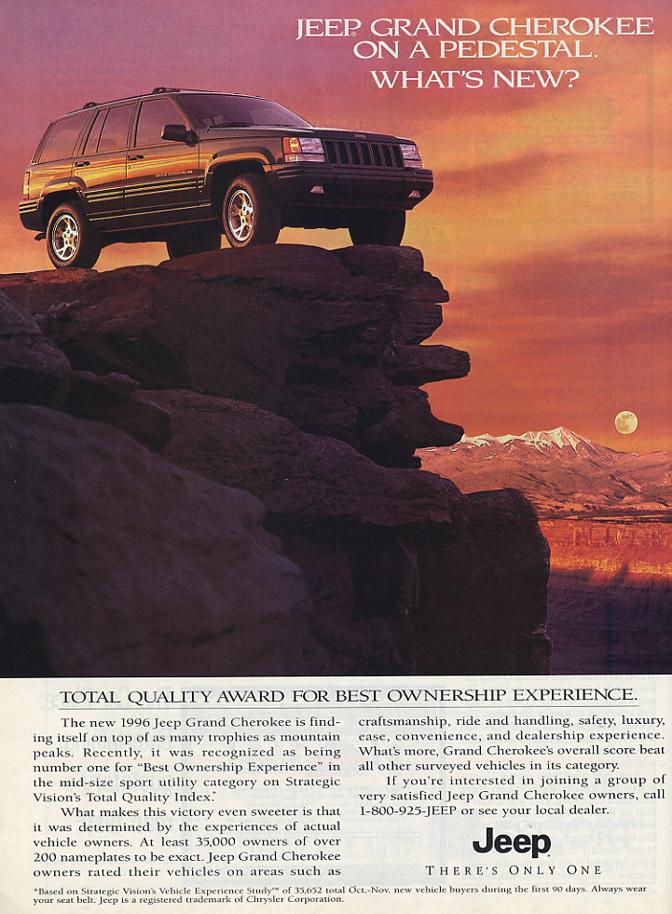 JEEP® GRAND CHEROKEE
ON A PEDESTAL.
WHAT'S NEW?
TOTAL QUALITY AWARD FOR BEST OWNERSHIP EXPERIENCE.
The new 1996 Jeep Grand Cherokee is find-
ing itself on top of as many trophies as mountain
peaks. Recently, it was recognized as being
number one for “Best Ownership Experience” in
the mid-size sport utility category on Strategic
Vision's Total Quality Index.*
What makes this victory even sweeter is that
it was determined by the experiences of actual
vehicle owners. At least 35,000 owners of over
200 nameplates to be exact. Jeep Grand Cherokee
owners rated their vehicles on areas such as
craftsmanship, ride and handling, safety, luxury,
ease, convenience, and dealership experience.
What's more, Grand Cherokee's overall score beat
all other surveyed vehicles in its category.
If you're interested in joining a group of
very satisfied Jeep Grand Cherokee owners, call
1-800-925-JEEP or see your local dealer.
Jeep®
THERE'S ONLY ONE
*Based on Strategic Vision's Vehicle Experience Study™ of 35,652 total Oct.-Nov. new vehicle buyers during the first 90 days. Always wear
your seat belt. Jeep is a registered trademark of Chrysler Corporation.